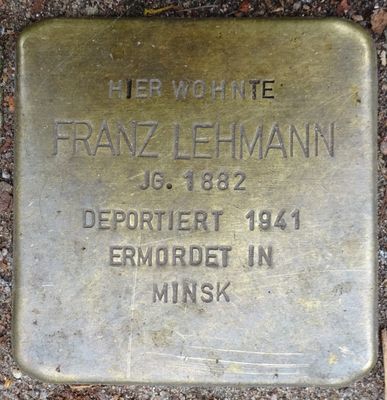 HIER WOHNTE
FRANZ LEHMANN
JG. 1882
DEPORTIERT 1941
ERMORDET IN
MINSK